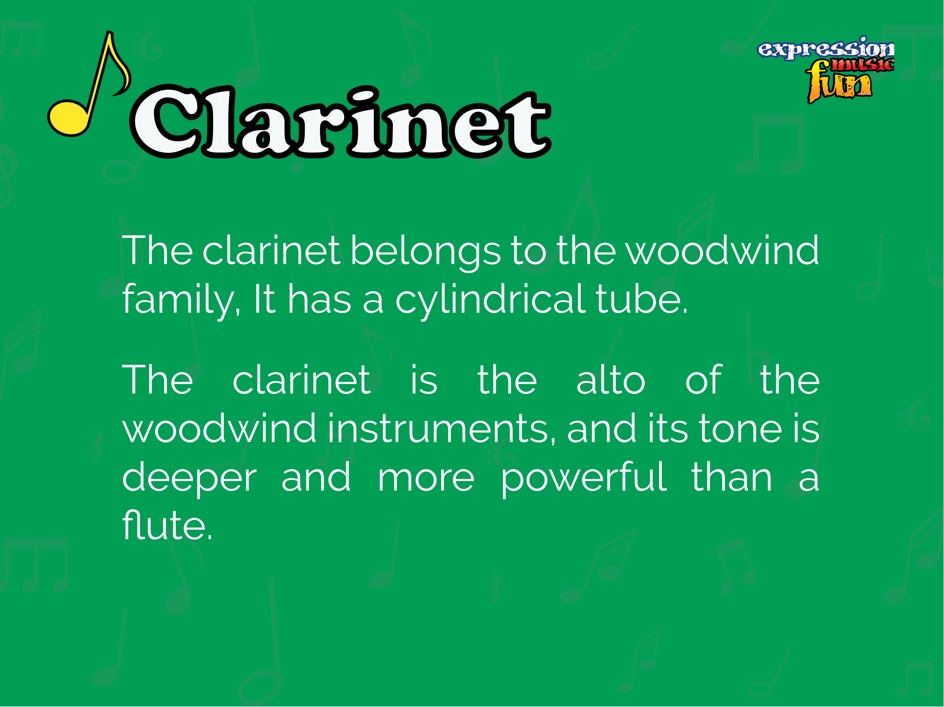 expression
music
fun
Clarinet
The clarinet belongs to the woodwind
family, It has a cylindrical tube.
The clarinet is the alto of the
woodwind instruments, and its tone is
deeper and more powerful than a
flute.